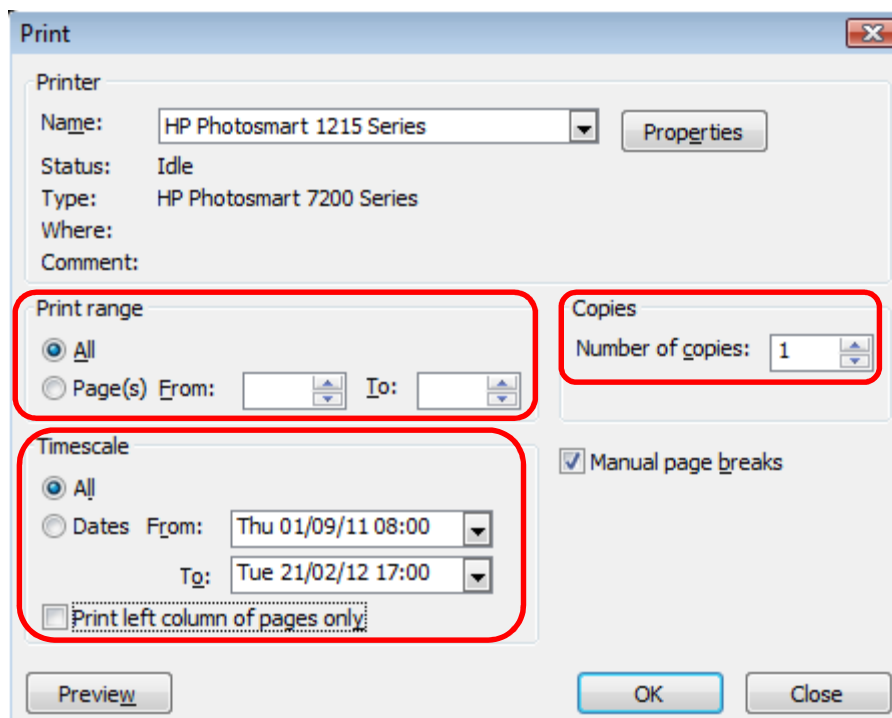 Print
Printer
Name: HP Photosmart 1215 Series Properties
Status: Idle
Type: HP Photosmart 7200 Series
Where:
Comment:
Print range
All
Page(s) From: To:
Copies
Number of copies: 1
Timescale
All
Dates From: Thu 01/09/11 08:00
To: Tue 21/02/12 17:00
Print left column of pages only
Manual page breaks
Preview OK Close